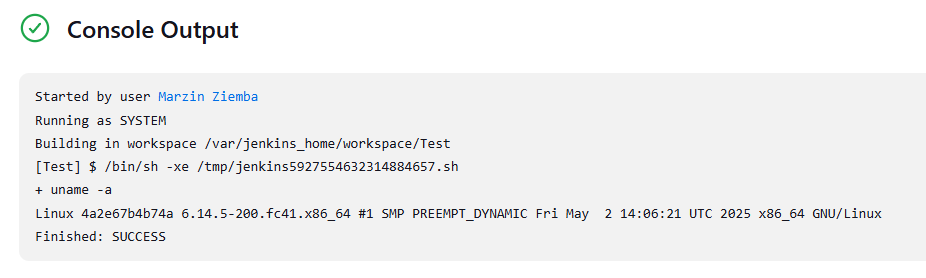 Console Output
Started by user Marzin Ziemba
Running as SYSTEM
Building in workspace /var/jenkins_home/workspace/Test
[Test] $ /bin/sh -xe /tmp/jenkins5927554632314884657.sh
+ uname -a
Linux 4a2e67b4b74a 6.14.5-200.fc41.x86_64 #1 SMP PREEMPT_DYNAMIC Fri May  2 14:06:21 UTC 2025 x86_64 GNU/Linux
Finished: SUCCESS